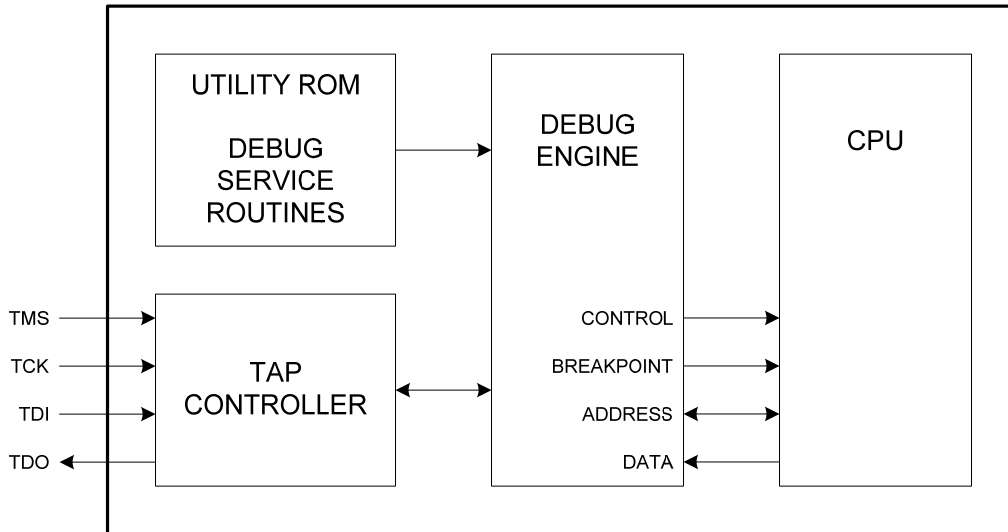 UTILITY ROM
DEBUG
SERVICE
ROUTINES
DEBUG
ENGINE
CPU
TMS
TCK
TDI
TDO
TAP
CONTROLLER
CONTROL
BREAKPOINT
ADDRESS
DATA